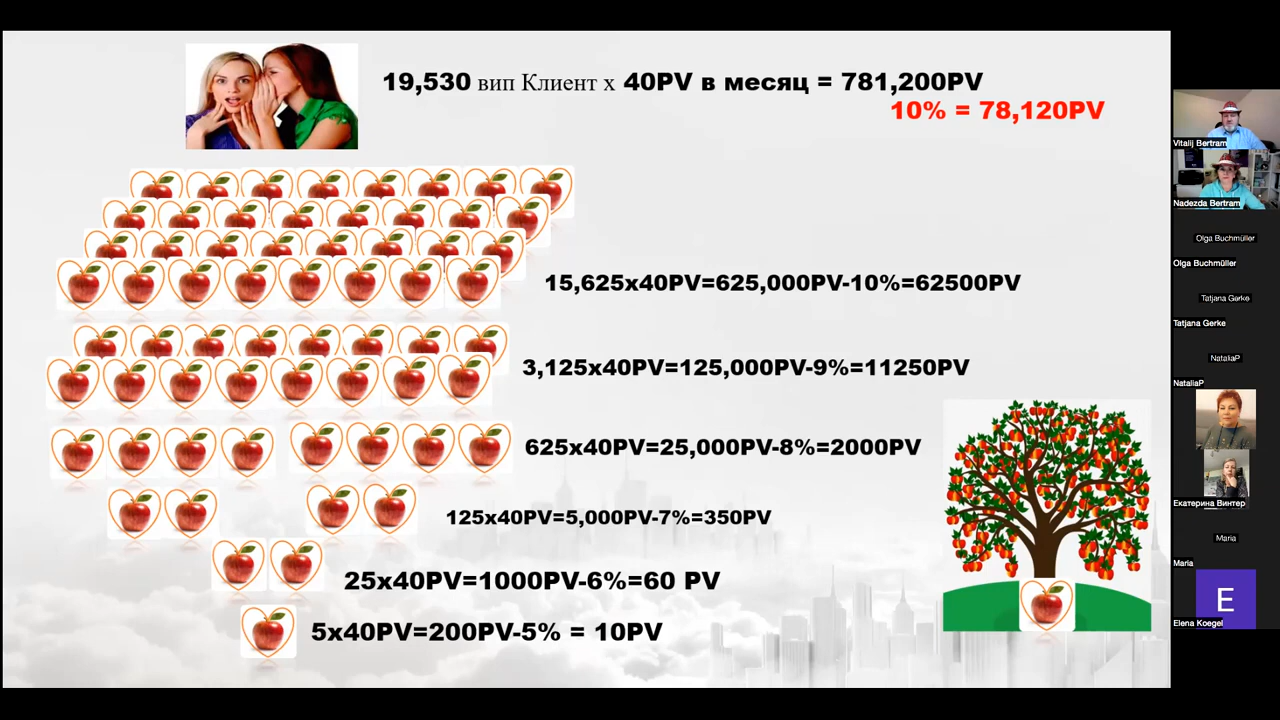 19,530 вип Клиент х 40PV в месяц = 781,200PV
10% = 78,120PV
15,625x40PV=625,000PV-10%=62500PV
3,125x40PV=125,000PV-9%=11250PV
625x40PV=25,000PV-8%=2000PV
125x40PV=5,000PV-7%=350PV
25x40PV=1000PV-6%=60 PV
5x40PV=200PV-5% = 10PV
Vitalij Bertram
Nadezda Bertram
Olga Buchmüller
Olga Buchmüller
Tatjana Gerke
Tatjana Gerke
NataliaP
NataliaP
Екатерина Винтер
Maria
Maria
E
Elena Koegel